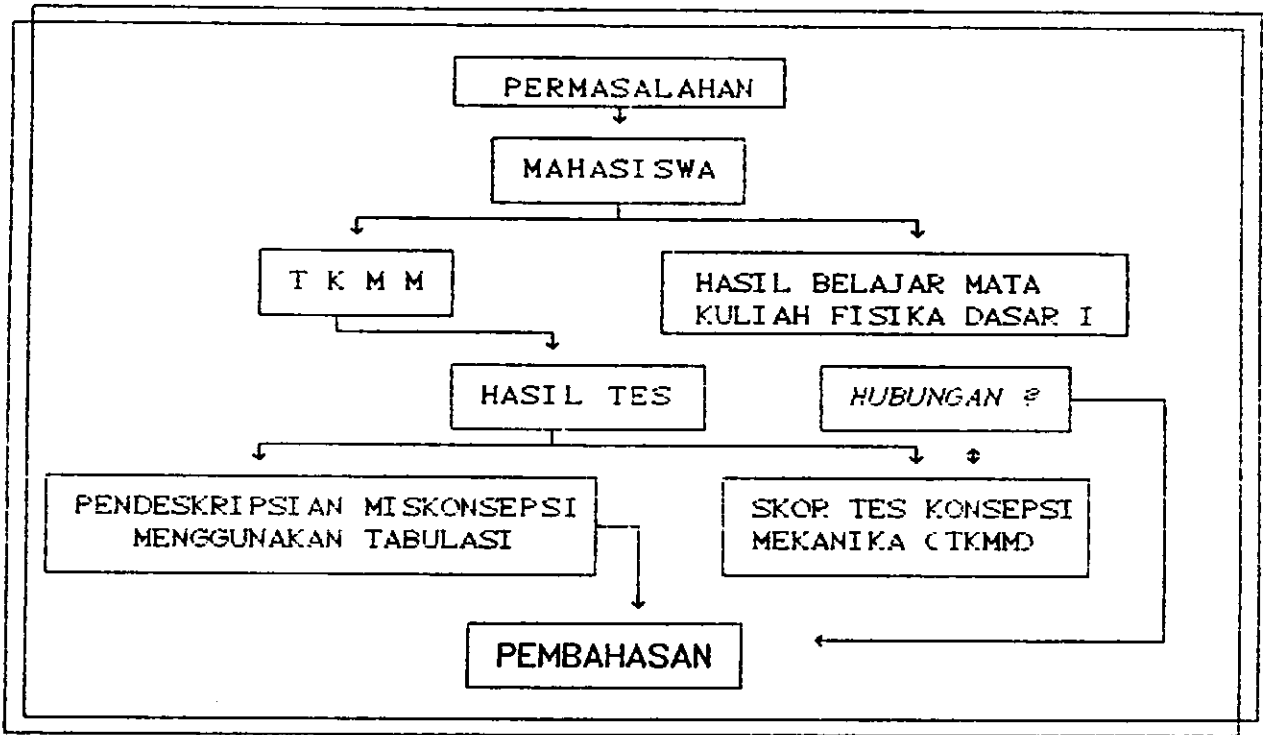 PERMASALAHAN
MAHASISWA
T K M M
HASIL BELAJAR MATA
KULIAH FISIKA DASAR I
HASIL TES
HUBUNGAN ?
PENDESKRIPSIAN MISKONSEPSI
MENGGUNAKAN TABULASI
SKOR TES KONSEPSI
MEKANIKA (TKMM)
PEMBAHASAN